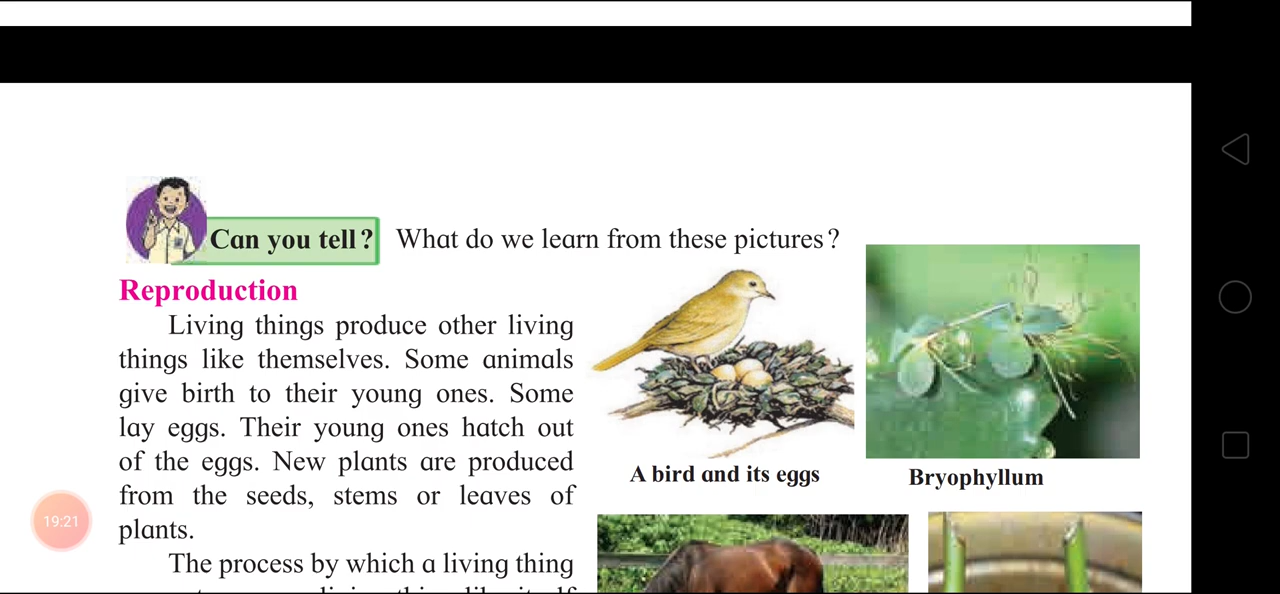 Can you tell? What do we learn from these pictures?
Reproduction
Living things produce other living
things like themselves. Some animals
give birth to their young ones. Some
lay eggs. Their young ones hatch out
of the eggs. New plants are produced
from the seeds, stems or leaves of
plants.
The process by which a living thing
A bird and its eggs
Bryophyllum
19:21